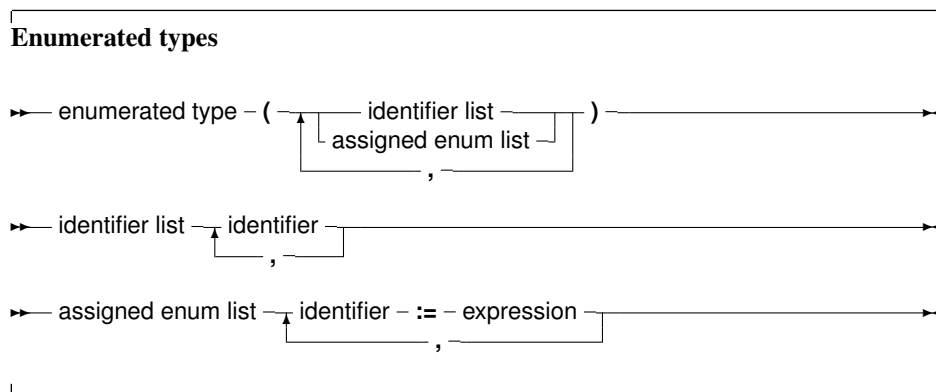 Enumerated types
enumerated type ( identifier list )
assigned enum list
,
identifier list identifier
,
assigned enum list identifier := expression
,